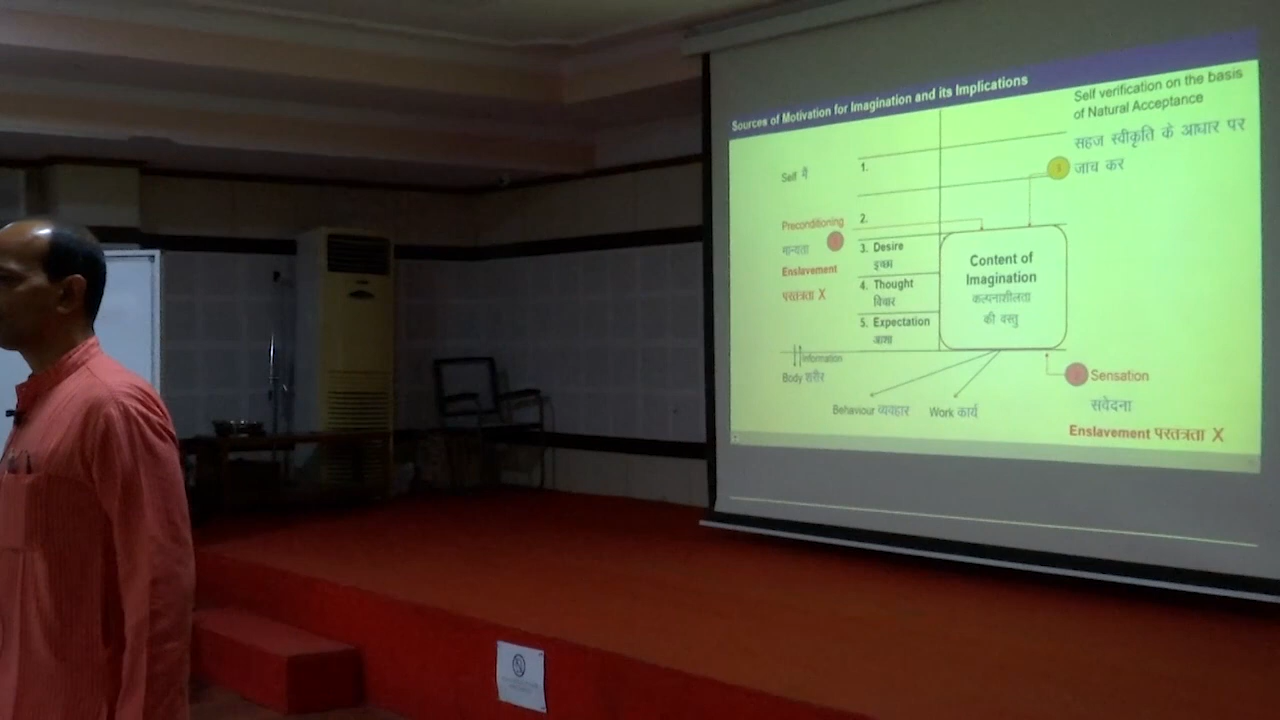 Sources of Motivation for Imagination and its Implications
Self verification on the basis
of Natural Acceptance
सहज स्वीकृति के आधार पर
जाच कर
Self मैं
1.
Preconditioning
मान्यता
2.
Enslavement
परतत्रता X
3. Desire
इच्छा
4. Thought
विचार
5. Expectation
आशा
Content of
Imagination
कल्पनाशीलता
की वस्तु
Information
Body शरीर
Behaviour व्यवहार
Work कार्य
Sensation
संवेदना
Enslavement परतत्रता X